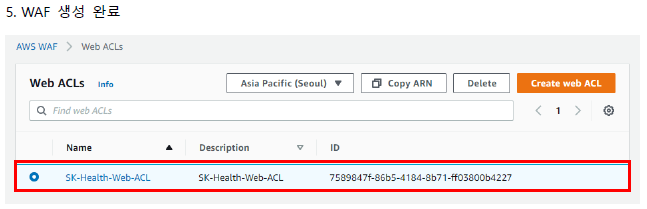 5. WAF 생성 완료
AWS WAF > Web ACLs
Web ACLs Info Asia Pacific (Seoul) ▼ Copy ARN Delete Create web ACL
Find web ACLs < 1 >
Name ▲ Description ▽ ID
SK-Health-Web-ACL SK-Health-Web-ACL 7589847f-86b5-4184-8b71-ff03800b4227